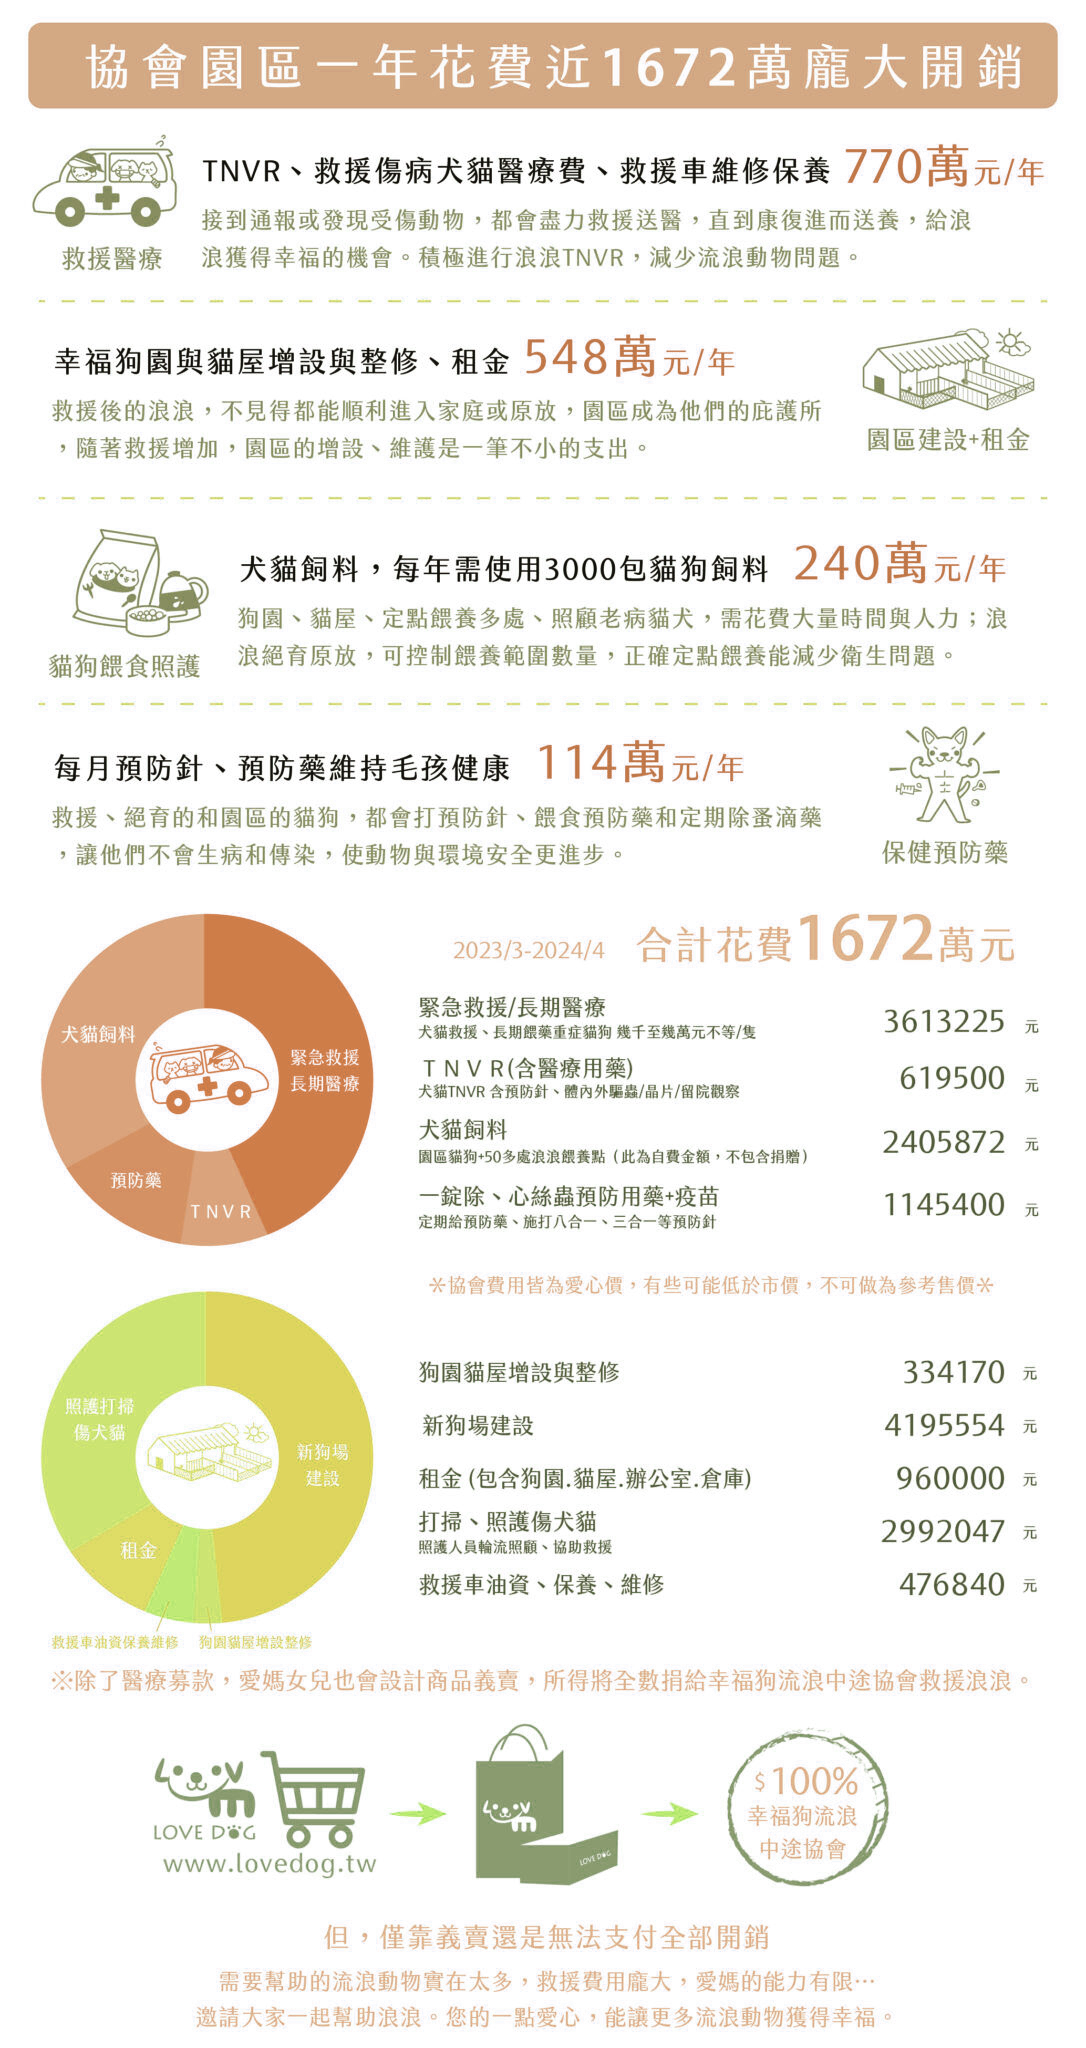 協會園區一年花費近1672萬龐大開銷
TNVR、救援傷病犬貓醫療費、救援車維修保養 770萬元/年
接到通報或發現受傷動物，都會盡力救援送醫，直到康復進而送養，給浪
浪獲得幸福的機會。積極進行浪浪TNVR，減少流浪動物問題。
救援醫療
幸福狗園與貓屋增設與整修、租金 548萬元/年
救援後的浪浪，不見得都能順利進入家庭或原放，園區成為他們的庇護所
，隨著救援增加，園區的增設、維護是一筆不小的支出。
園區建設+租金
犬貓飼料，每年需使用3000包貓狗飼料 240萬元/年
狗園、貓屋、定點餵養多處、照顧老病貓犬，需花費大量時間與人力；浪
浪絕育原放，可控制餵養範圍數量，正確定點餵養能減少衛生問題。
貓狗餵食照護
每月預防針、預防藥維持毛孩健康 114萬元/年
救援、絕育的和園區的貓狗，都會打預防針、餵食預防藥和定期除蚤滴藥
，讓他們不會生病和傳染，使動物與環境安全更進步。
保健預防藥
2023/3-2024/4 合計花費1672萬元
犬貓飼料
緊急救援
長期醫療
預防藥
TNVR
緊急救援/長期醫療 3613225 元
犬貓救援、長期餵藥重症貓狗 幾千至幾萬元不等/隻
TNVR(含醫療用藥) 619500 元
犬貓TNVR 含預防針、體內外驅蟲/晶片/留院觀察
犬貓飼料 2405872 元
園區貓狗+50多處浪浪餵養點（此為自費金額，不包含捐贈）
一錠除、心絲蟲預防用藥+疫苗 1145400 元
定期給預防藥、施打八合一、三合一等預防針
＊協會費用皆為愛心價，有些可能低於市價，不可做為參考售價＊
照護打掃
傷犬貓
新狗場
建設
租金
救援車油資保養維修
狗園貓屋增設整修
狗園貓屋增設與整修 334170 元
新狗場建設 4195554 元
租金 (包含狗園.貓屋.辦公室.倉庫) 960000 元
打掃、照護傷犬貓 2992047 元
照護人員輪流照顧、協助救援
救援車油資、保養、維修 476840 元
※除了醫療募款，愛媽女兒也會設計商品義賣，所得將全數捐給幸福狗流浪中途協會救援浪浪。
LOVE DOG
www.lovedog.tw
LOVE DOG
$100%
幸福狗流浪
中途協會
但，僅靠義賣還是無法支付全部開銷
需要幫助的流浪動物實在太多，救援費用龐大，愛媽的能力有限…
邀請大家一起幫助浪浪。您的一點愛心，能讓更多流浪動物獲得幸福。